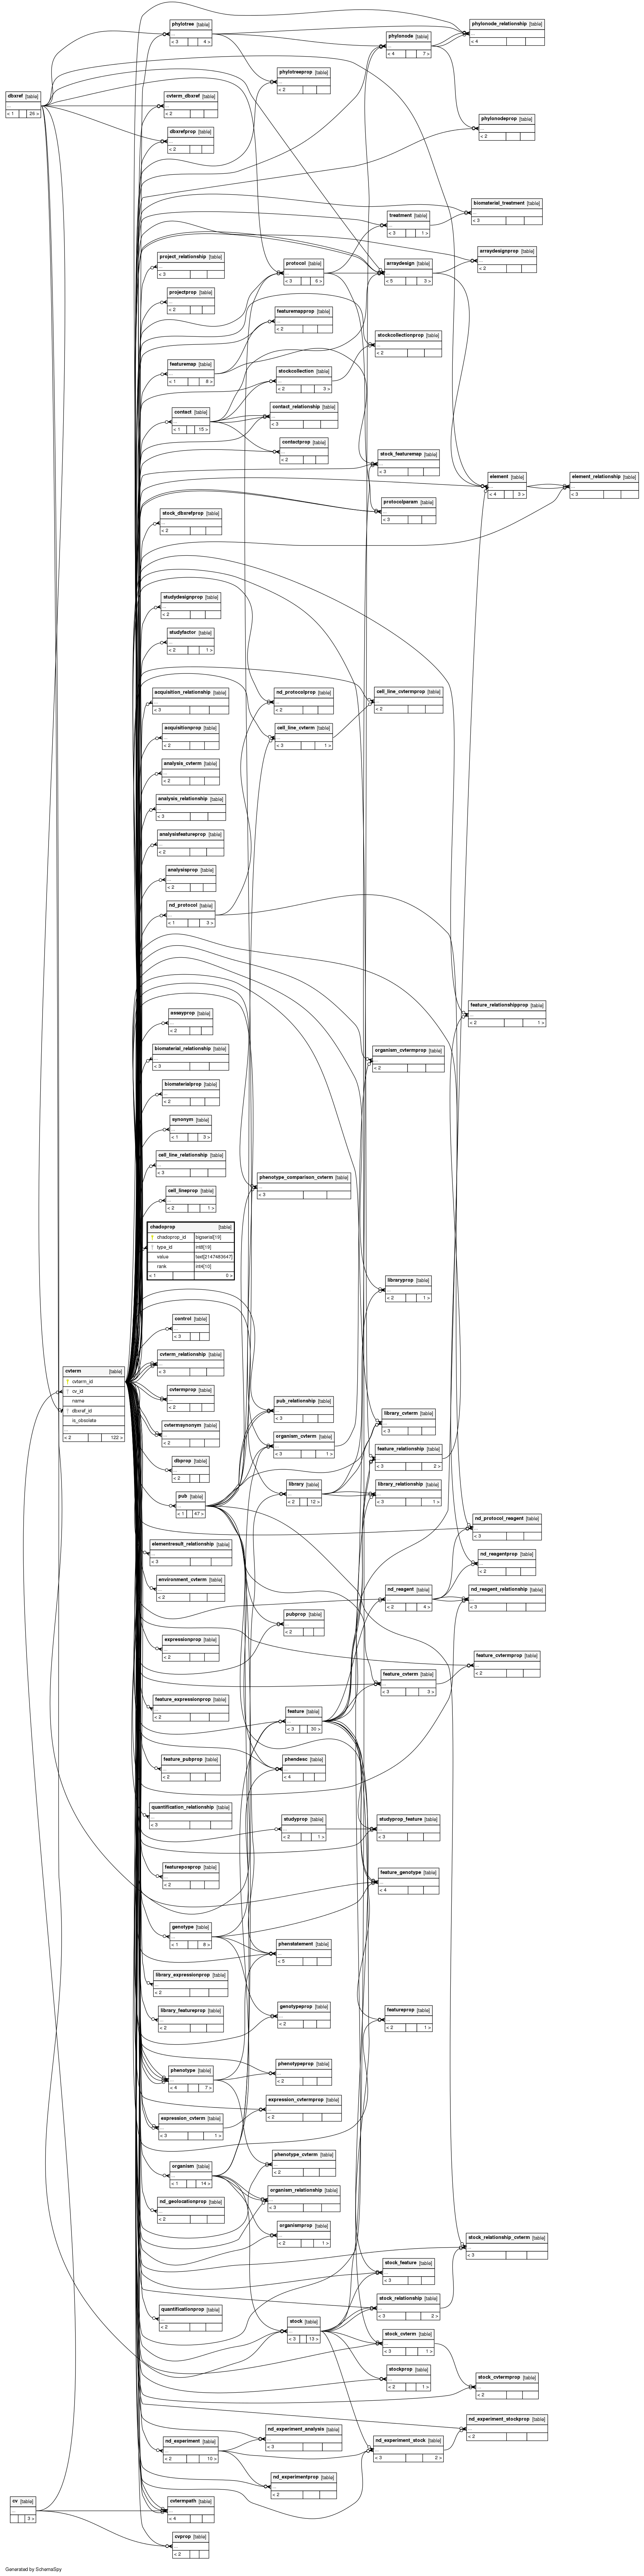 phylotree [table]
...
< 3 4 >
phylonode_relationship [table]
...
< 4
phylonode [table]
...
< 4 7 >
phylotreeprop [table]
...
< 2
dbxref [table]
...
< 1 26 >
cvterm_dbxref [table]
...
< 2
phylonodeprop [table]
...
< 2
dbxrefprop [table]
...
< 2
biomaterial_treatment [table]
...
< 3
treatment [table]
...
< 3 1 >
arraydesignprop [table]
...
< 2
project_relationship [table]
...
< 3
protocol [table]
...
< 3 6 >
arraydesign [table]
...
< 5 3 >
projectprop [table]
...
< 2
featuremapprop [table]
...
< 2
stockcollectionprop [table]
...
< 2
featuremap [table]
...
< 1 8 >
stockcollection [table]
...
< 2 3 >
contact [table]
...
< 1 15 >
contact_relationship [table]
...
< 3
contactprop [table]
...
< 2
stock_featuremap [table]
...
< 3
element [table]
...
< 4 3 >
element_relationship [table]
...
< 3
protocolparam [table]
...
< 3
stock_dbxrefprop [table]
...
< 2
studydesignprop [table]
...
< 2
studyfactor [table]
...
< 2 1 >
acquisition_relationship [table]
...
< 3
nd_protocolprop [table]
...
< 2
cell_line_cvtermprop [table]
...
< 2
acquisitionprop [table]
...
< 2
cell_line_cvterm [table]
...
< 3 1 >
analysis_cvterm [table]
...
< 2
analysis_relationship [table]
...
< 3
analysisfeatureprop [table]
...
< 2
analysisprop [table]
...
< 2
nd_protocol [table]
...
< 1 3 >
feature_relationshipprop [table]
...
< 2 1 >
assayprop [table]
...
< 2
biomaterial_relationship [table]
...
< 3
organism_cvtermprop [table]
...
< 2
biomaterialprop [table]
...
< 2
synonym [table]
...
< 1 3 >
cell_line_relationship [table]
...
< 3
phenotype_comparison_cvterm [table]
...
< 3
cell_lineprop [table]
...
< 2 1 >
chadoprop [table]
chadoprop_id bigserial[19]
type_id int8[19]
value text[2147483647]
rank int4[10]
< 1 0 >
libraryprop [table]
...
< 2 1 >
control [table]
...
< 3
cvterm_relationship [table]
...
< 3
cvterm [table]
cvterm_id
cv_id
name
dbxref_id
is_obsolete
...
< 2 122 >
cvtermprop [table]
...
< 2
pub_relationship [table]
...
< 3
library_cvterm [table]
...
< 3
cvtermsynonym [table]
...
< 2
organism_cvterm [table]
...
< 3 1 >
feature_relationship [table]
...
< 3 2 >
dbprop [table]
...
< 2
library [table]
...
< 2 12 >
library_relationship [table]
...
< 3 1 >
pub [table]
...
< 1 47 >
nd_protocol_reagent [table]
...
< 3
elementresult_relationship [table]
...
< 3
nd_reagentprop [table]
...
< 2
environment_cvterm [table]
...
< 2
nd_reagent [table]
...
< 2 4 >
nd_reagent_relationship [table]
...
< 3
pubprop [table]
...
< 2
expressionprop [table]
...
< 2
feature_cvtermprop [table]
...
< 2
feature_cvterm [table]
...
< 3 3 >
feature_expressionprop [table]
...
< 2
feature [table]
...
< 3 30 >
feature_pubprop [table]
...
< 2
phendesc [table]
...
< 4
quantification_relationship [table]
...
< 3
studyprop [table]
...
< 2 1 >
studyprop_feature [table]
...
< 3
featureposprop [table]
...
< 2
feature_genotype [table]
...
< 4
genotype [table]
...
< 1 8 >
phenstatement [table]
...
< 5
library_expressionprop [table]
...
< 2
library_featureprop [table]
...
< 2
genotypeprop [table]
...
< 2
featureprop [table]
...
< 2 1 >
phenotype [table]
...
< 4 7 >
phenotypeprop [table]
...
< 2
expression_cvtermprop [table]
...
< 2
expression_cvterm [table]
...
< 3 1 >
phenotype_cvterm [table]
...
< 2
organism [table]
...
< 1 14 >
organism_relationship [table]
...
< 3
nd_geolocationprop [table]
...
< 2
organismprop [table]
...
< 2 1 >
stock_relationship_cvterm [table]
...
< 3
stock_feature [table]
...
< 3
quantificationprop [table]
...
< 2
stock_relationship [table]
...
< 3 2 >
stock [table]
...
< 3 13 >
stock_cvterm [table]
...
< 3 1 >
stockprop [table]
...
< 2 1 >
stock_cvtermprop [table]
...
< 2
nd_experiment_stockprop [table]
...
< 2
nd_experiment_analysis [table]
...
< 3
nd_experiment [table]
...
< 2 10 >
nd_experiment_stock [table]
...
< 3 2 >
nd_experimentprop [table]
...
< 2
cv [table]
...
3 >
cvtermpath [table]
...
< 4
cvprop [table]
...
< 2
Generated by SchemaSpy